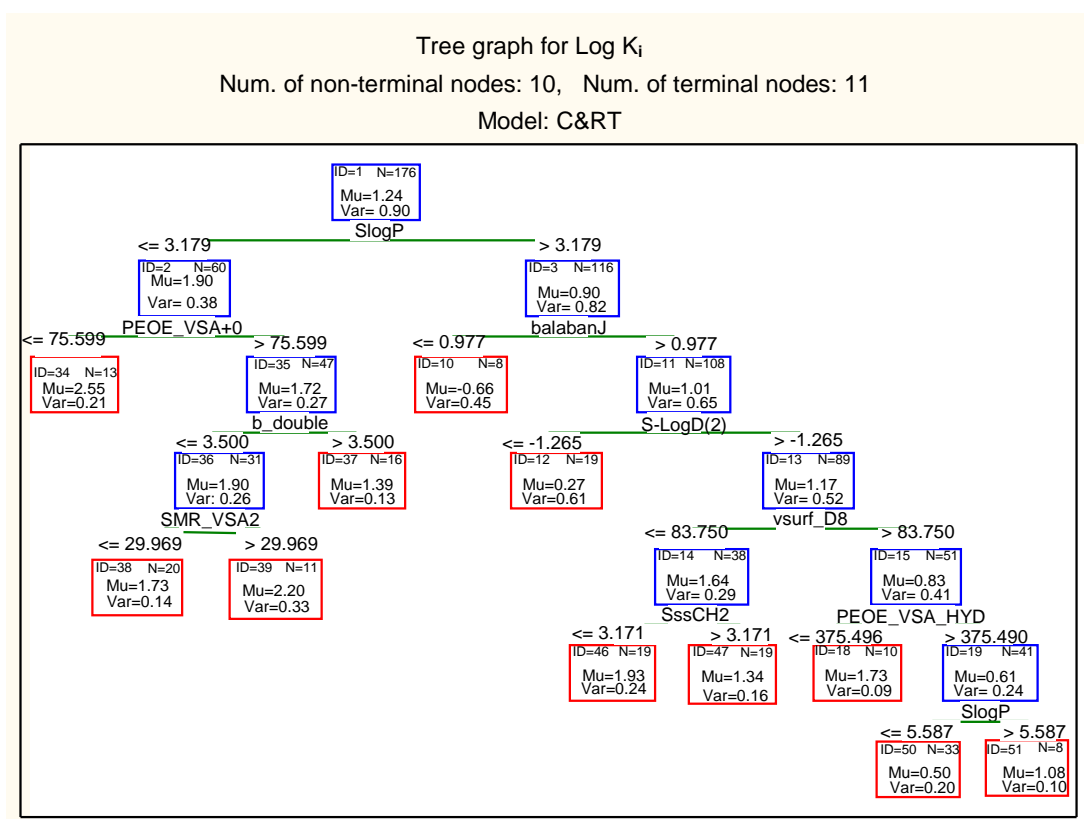 Tree graph for Log Ki
Num. of non-terminal nodes: 10,   Num. of terminal nodes: 11
Model: C&RT
ID=1 N=176
Mu=1.24
Var= 0.90
SlogP
<= 3.179 > 3.179
ID=2 N=60 ID=3 N=116
Mu=1.90 Mu=0.90
Var= 0.38 Var= 0.82
PEOE_VSA+0 balabanJ
<= 75.599 > 75.599 <= 0.977 > 0.977
ID=34 N=13 ID=35 N=47 ID=10 N=8 ID=11 N=108
Mu=2.55 Mu=1.72 Mu=-0.66 Mu=1.01
Var=0.21 Var= 0.27 Var=0.45 Var= 0.65
b_double S-LogD(2)
<= 3.500 > 3.500 <= -1.265 > -1.265
ID=36 N=31 ID=37 N=16 ID=12 N=19 ID=13 N=89
Mu=1.90 Mu=1.39 Mu=0.27 Mu=1.17
Var: 0.26 Var=0.13 Var=0.61 Var= 0.52
SMR_VSA2 vsurf_D8
<= 29.969 > 29.969 <= 83.750 > 83.750
ID=38 N=20 ID=39 N=11 ID=14 N=38 ID=15 N=51
Mu=1.73 Mu=2.20 Mu=1.64 Mu=0.83
Var=0.14 Var=0.33 Var= 0.29 Var= 0.41
SssCH2 PEOE_VSA_HYD
<= 3.171 > 3.171 <= 375.496 > 375.490
ID=46 N=19 ID=47 N=19 ID=18 N=10 ID=19 N=41
Mu=1.93 Mu=1.34 Mu=1.73 Mu=0.61
Var=0.24 Var=0.16 Var=0.09 Var= 0.24
SlogP
<= 5.587 > 5.587
ID=50 N=33 ID=51 N=8
Mu=0.50 Mu=1.08
Var=0.20 Var=0.10